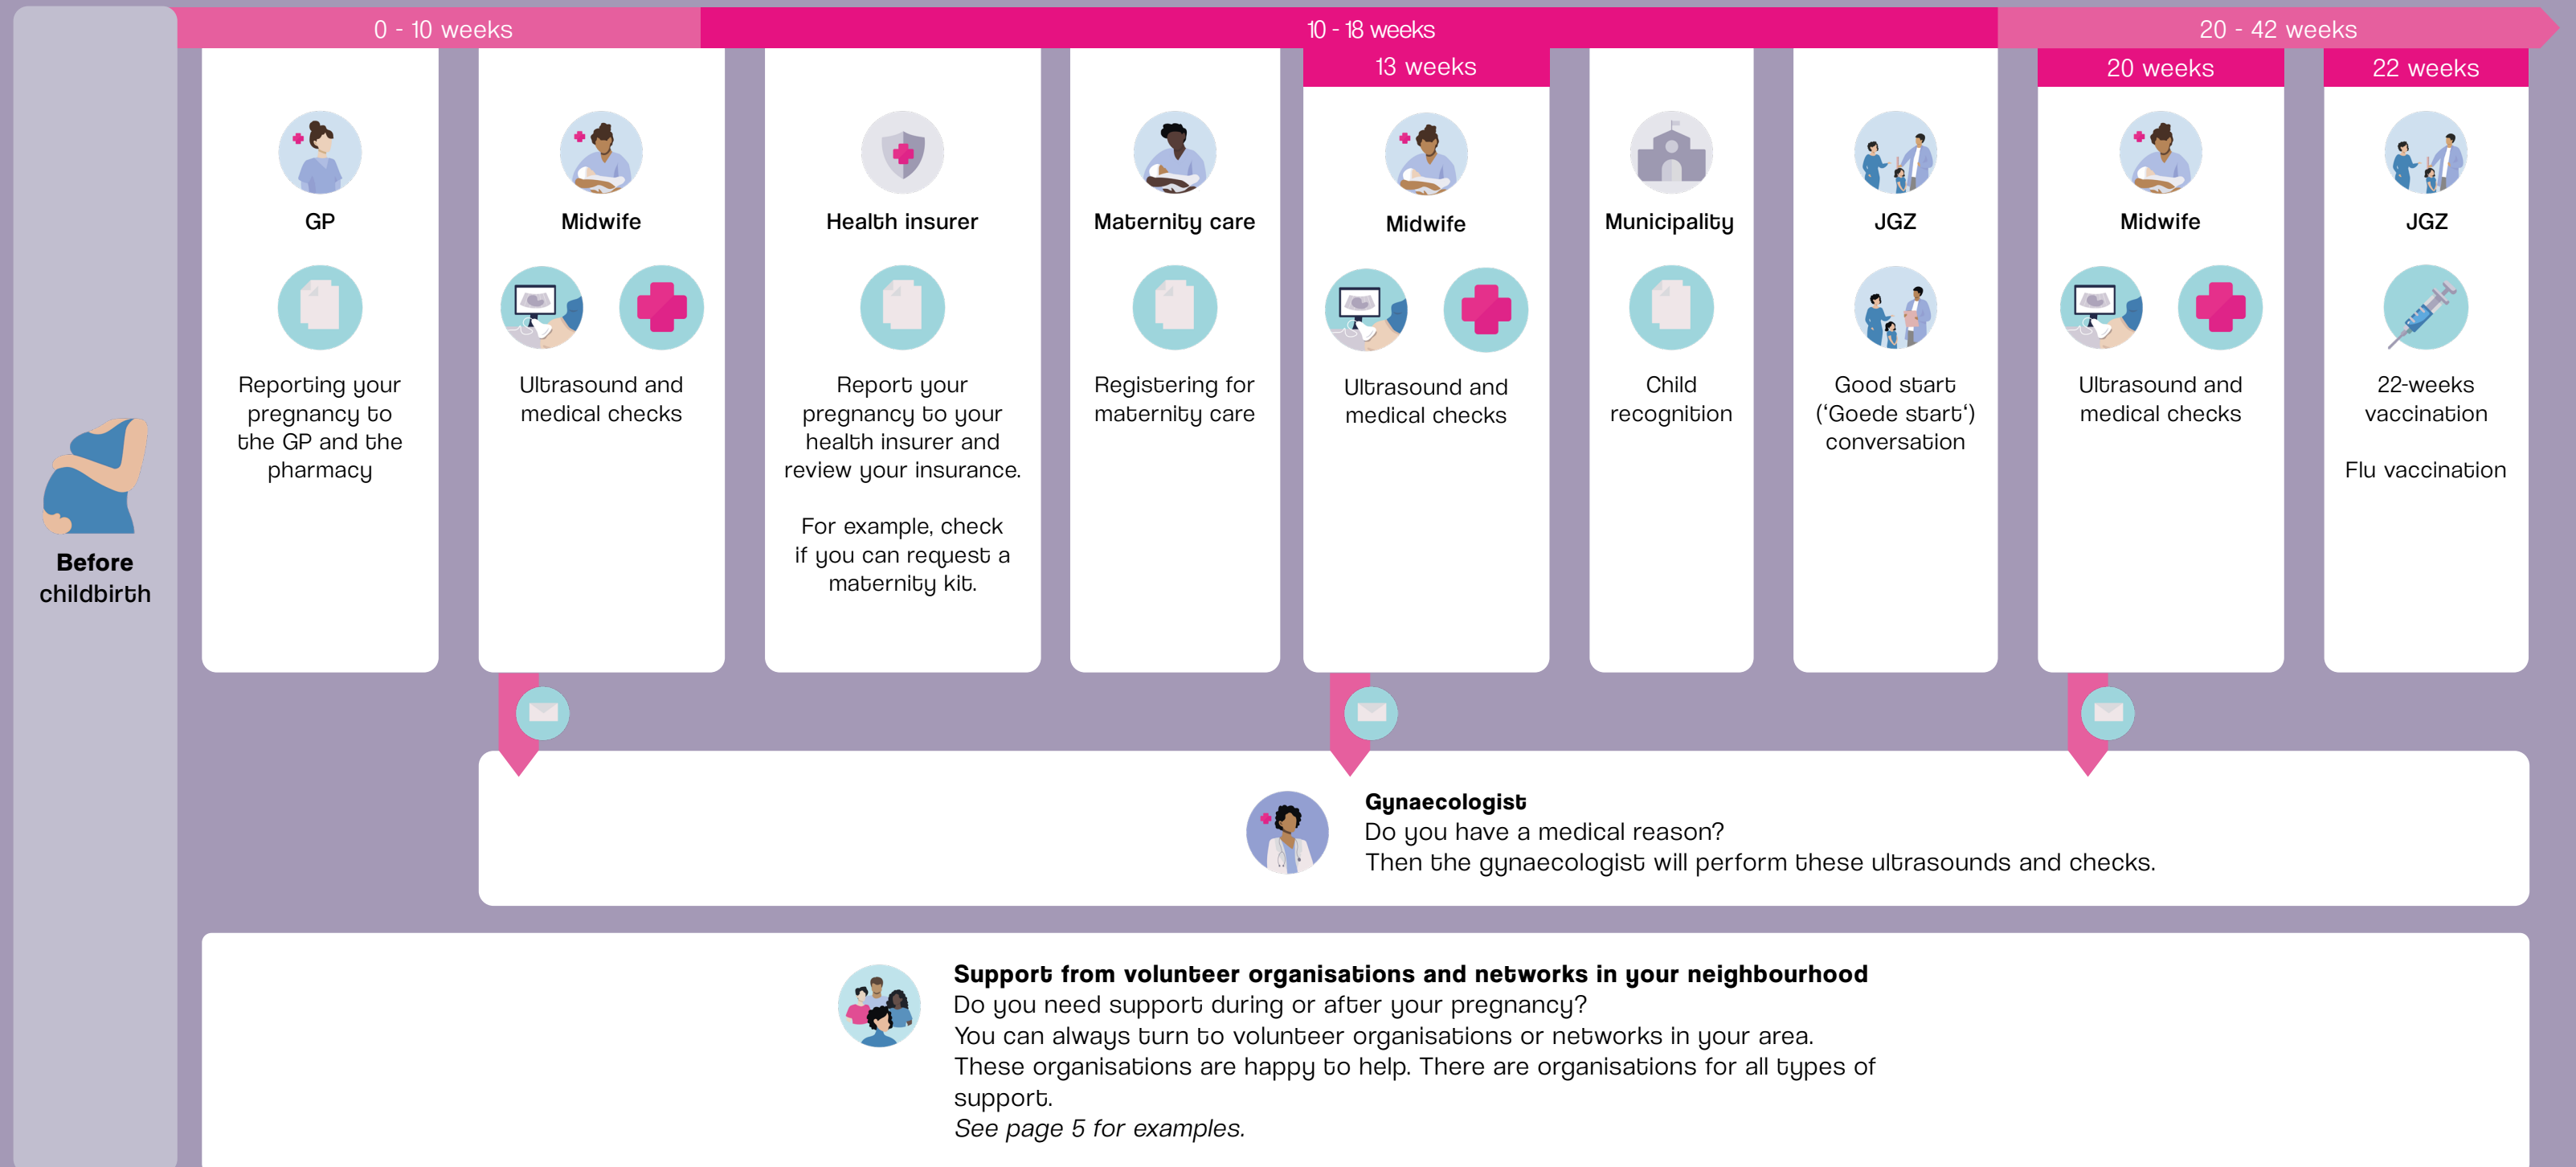 0 - 10 weeks
10 - 18 weeks
20 - 42 weeks
13 weeks
20 weeks
22 weeks
GP
Reporting your
pregnancy to
the GP and the
pharmacy
Midwife
Ultrasound and
medical checks
Health insurer
Report your
pregnancy to your
health insurer and
review your insurance.
For example, check
if you can request a
maternity kit.
Maternity care
Registering for
maternity care
Midwife
Ultrasound and
medical checks
Municipality
Child
recognition
JGZ
Good start
(‘Goede start‘)
conversation
Midwife
Ultrasound and
medical checks
JGZ
22-weeks
vaccination
Flu vaccination
Before
childbirth
Gynaecologist
Do you have a medical reason?
Then the gynaecologist will perform these ultrasounds and checks.
Support from volunteer organisations and networks in your neighbourhood
Do you need support during or after your pregnancy?
You can always turn to volunteer organisations or networks in your area.
These organisations are happy to help. There are organisations for all types of
support.
See page 5 for examples.